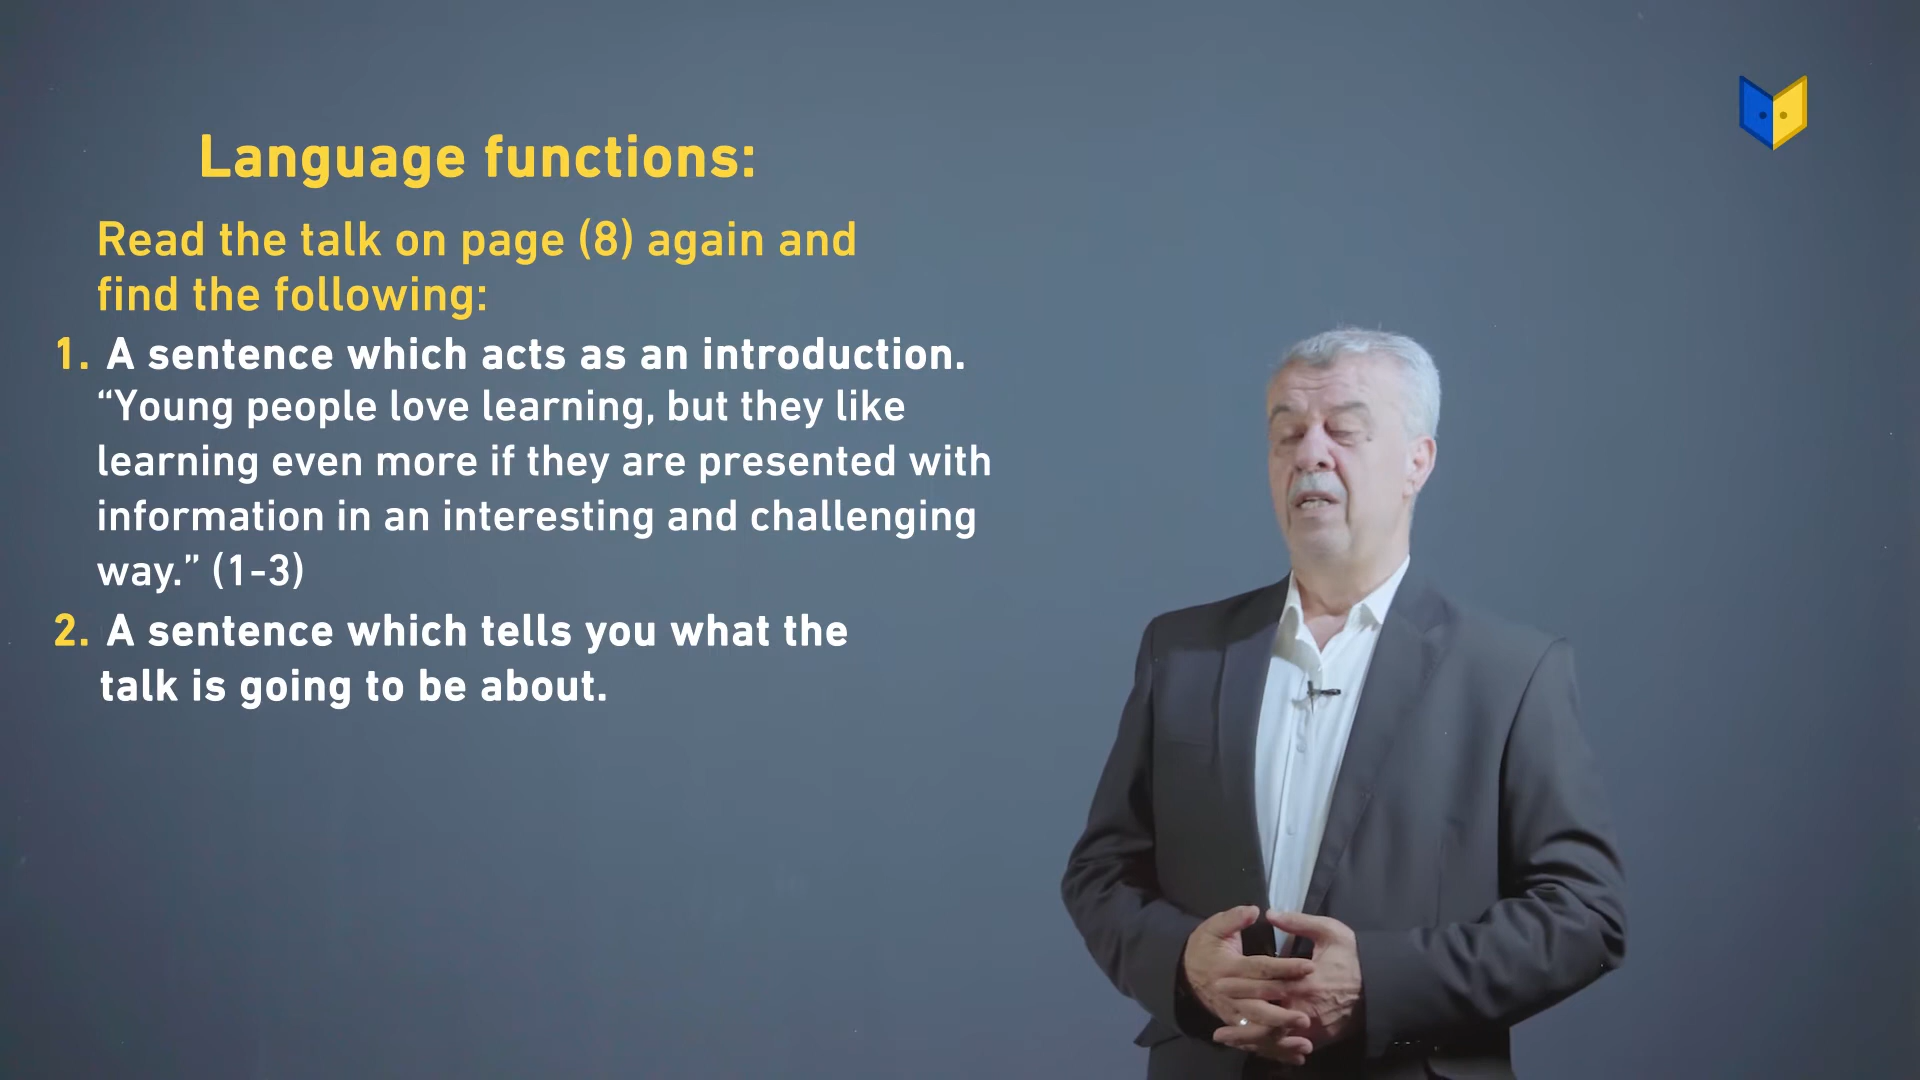 Language functions:
Read the talk on page (8) again and
find the following:
1. A sentence which acts as an introduction.
“Young people love learning, but they like
learning even more if they are presented with
information in an interesting and challenging
way.” (1-3)
2. A sentence which tells you what the
talk is going to be about.